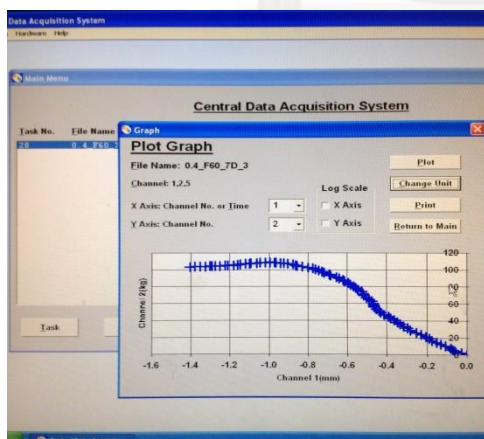 Data Acquisition System
Hardware Help
Main Menu
Central Data Acquisition System
Task No. File Name
20 0.4_F60_
Task
Graph
Plot Graph
File Name: 0.4_F60_7D_3
Channel: 1,2,5
X Axis: Channel No. or Time 1
Y Axis: Channel No. 2
Log Scale
X Axis
Y Axis
Plot
Change Unit
Print
Return to Main
Channel 2(kg)
120
100
80
60
40
20
-1.6 -1.4 -1.2 -1.0 -0.8 -0.6 -0.4 -0.2 0.0
Channel 1(mm)